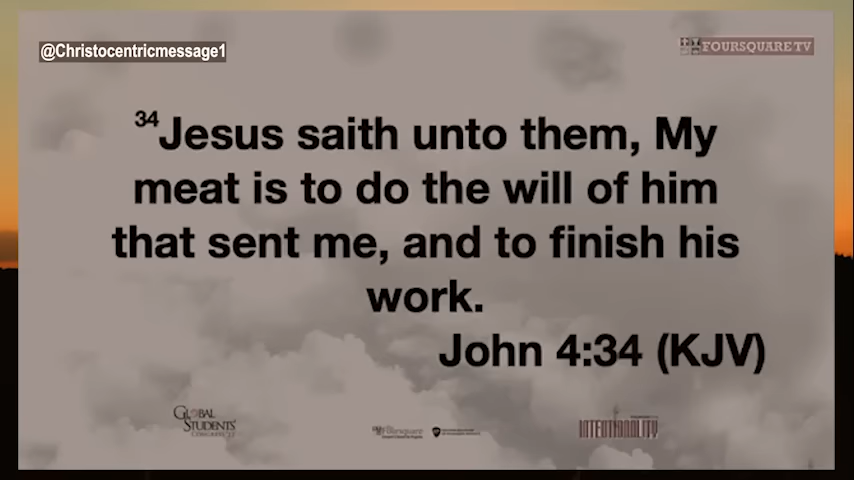 @Christocentricmessage1
FOURSQUARE TV
34Jesus saith unto them, My
meat is to do the will of him
that sent me, and to finish his
work.
John 4:34 (KJV)
GLOBAL
STUDENTS'
Foursquare
INTENTIONALITY